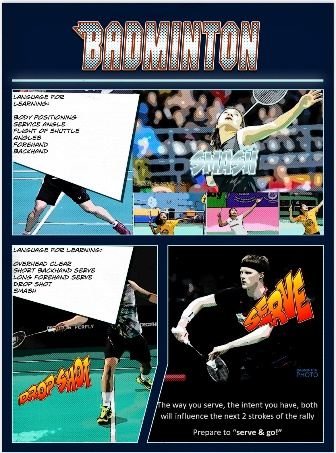 BADMINTON
LANGUAGE FOR
LEARNING:
BODY POSITIONING
SERVICE ANGLE
FLIGHT OF SHUTTLE
ANGLES
FOREHAND
BACKHAND
SMASH
LANGUAGE FOR LEARNING:
OVERHEAD CLEAR
SHORT BACKHAND SERVE
LONG FOREHAND SERVE
DROP SHOT
SMASH
DROP SHOT
SERVE
PHOTO
The way you serve, the intent you have, both
will influence the next 2 strokes of the rally
Prepare to “serve & go!”